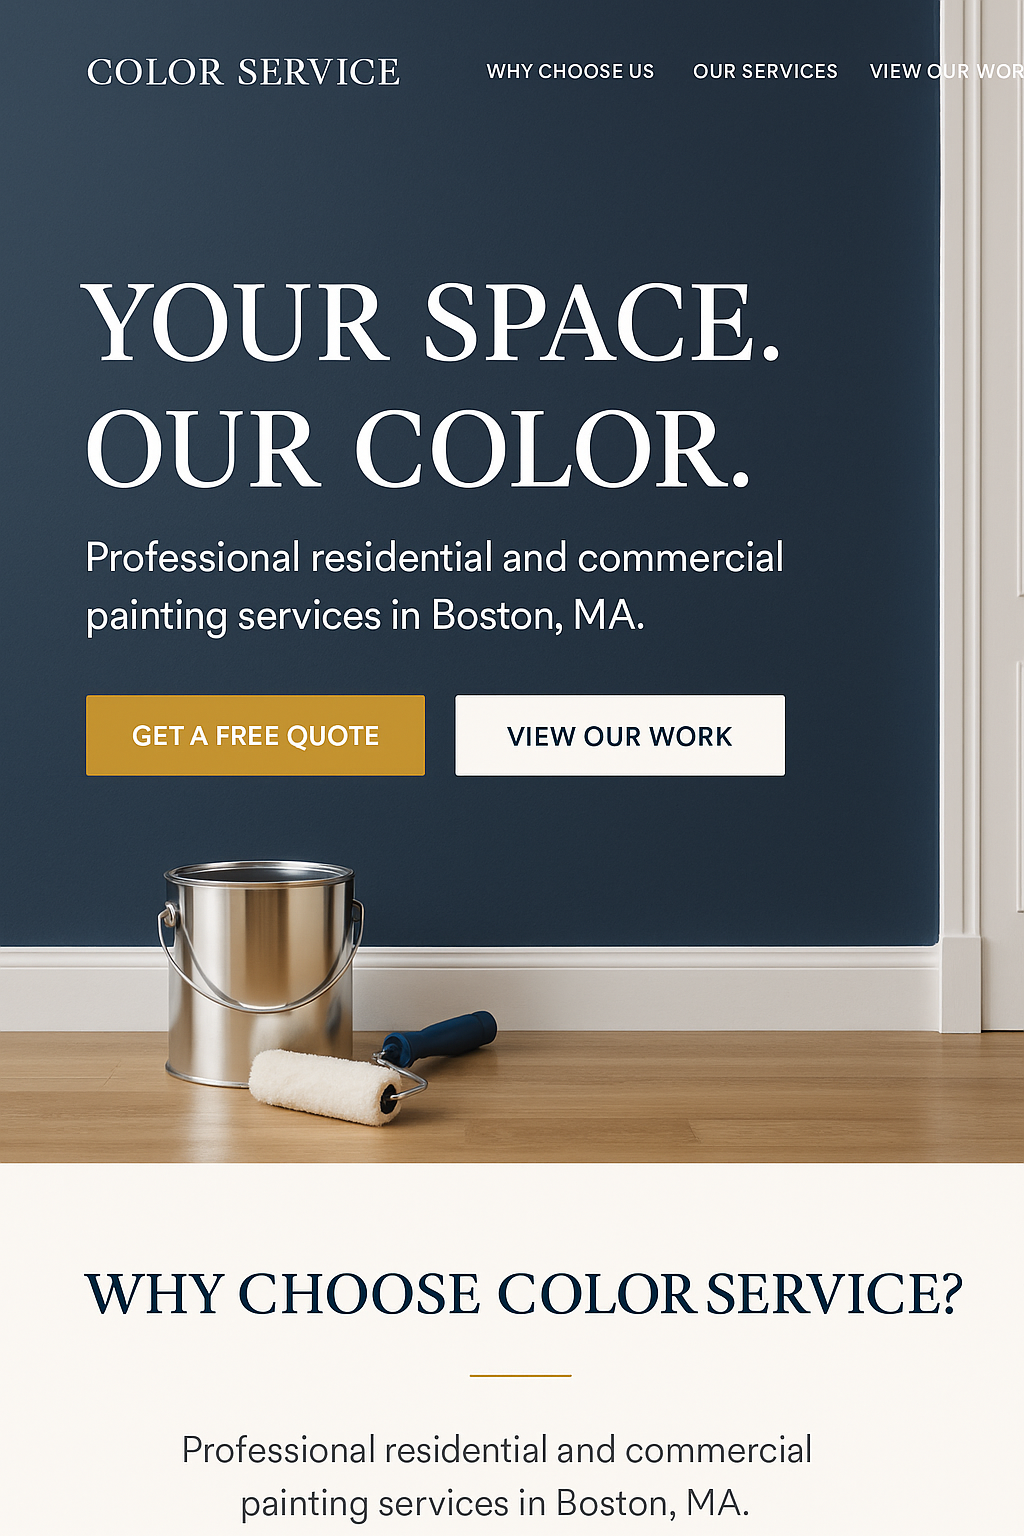 COLOR SERVICE
WHY CHOOSE US
OUR SERVICES
VIEW OUR WOR
YOUR SPACE.
OUR COLOR.
Professional residential and commercial
painting services in Boston, MA.
GET A FREE QUOTE
VIEW OUR WORK
WHY CHOOSE COLOR SERVICE?
Professional residential and commercial
painting services in Boston, MA.